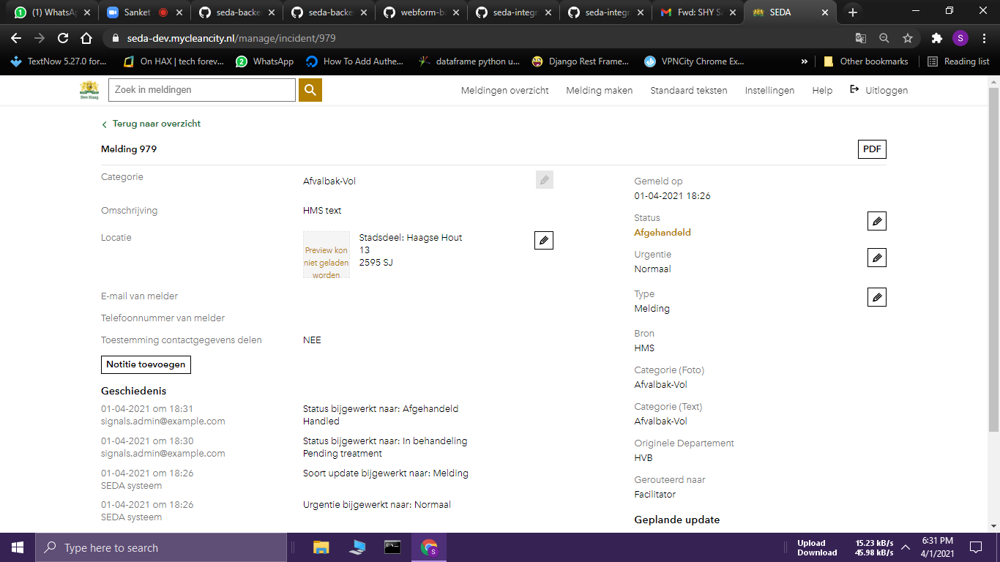 (1) WhatsAp
Sanket
seda-backe
seda-backe
webform-ba
seda-integr
seda-integr
Fwd: SHY Sa
SEDA
seda-dev.mycleancity.nl/manage/incident/979
S
TextNow 5.27.0 for...
On HAX | tech forev...
WhatsApp
How To Add Authe...
dataframe python u...
Django Rest Frame...
VPNCity Chrome Ex...
»
Other bookmarks
Reading list
Den Haag
Zoek in meldingen
Meldingen overzicht
Melding maken
Standaard teksten
Instellingen
Help
Uitloggen
Terug naar overzicht
Melding 979
PDF
Categorie
Afvalbak-Vol
Omschrijving
HMS text
Locatie
Preview kon
niet geladen
worden
Stadsdeel: Haagse Hout
13
2595 SJ
E-mail van melder
Telefoonnummer van melder
Toestemming contactgegevens delen
NEE
Notitie toevoegen
Geschiedenis
01-04-2021 om 18:31
signals.admin@example.com
Status bijgewerkt naar: Afgehandeld
Handled
01-04-2021 om 18:30
signals.admin@example.com
Status bijgewerkt naar: In behandeling
Pending treatment
01-04-2021 om 18:26
SEDA systeem
Soort update bijgewerkt naar: Melding
01-04-2021 om 18:26
SEDA systeem
Urgentie bijgewerkt naar: Normaal
Gemeld op
01-04-2021 18:26
Status
Afgehandeld
Urgentie
Normaal
Type
Melding
Bron
HMS
Categorie (Foto)
Afvalbak-Vol
Categorie (Text)
Afvalbak-Vol
Originele Departement
HVB
Gerouteerd naar
Facilitator
Geplande update
Type here to search
Upload 15.23 kB/s
Download 45.98 kB/s
6:31 PM
4/1/2021